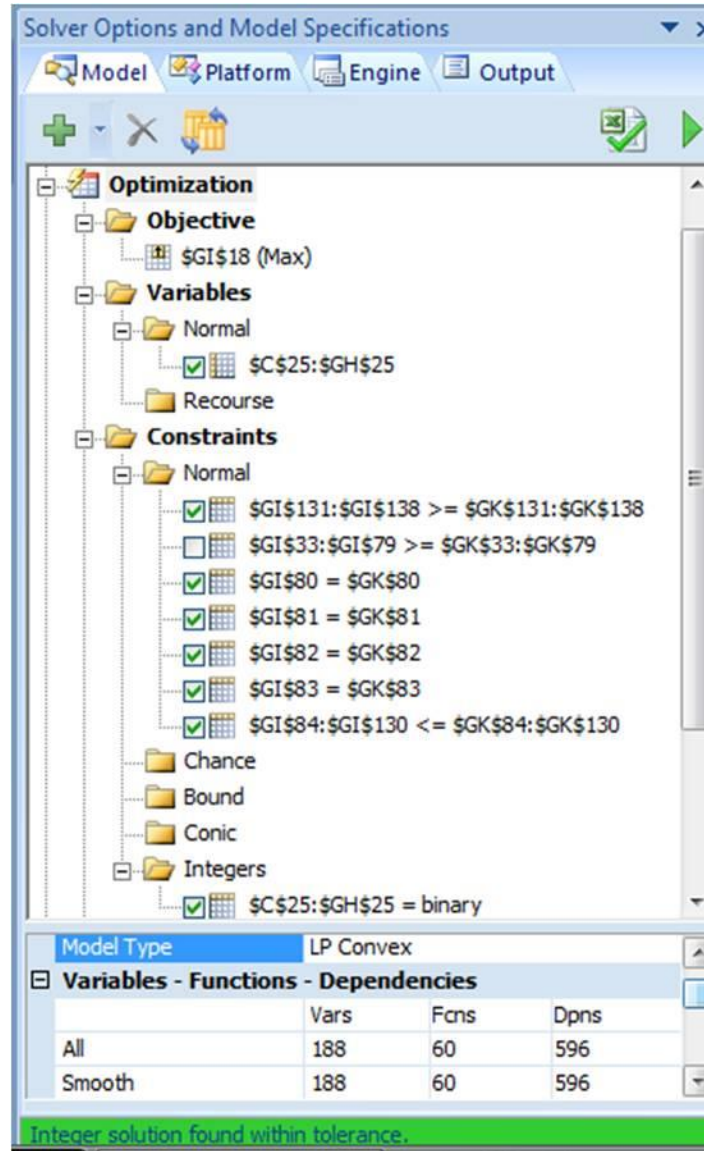 Solver Options and Model Specifications
Model Platform Engine Output
Optimization
Objective
$GI$18 (Max)
Variables
Normal
$C$25:$GH$25
Recourse
Constraints
Normal
$GI$131:$GI$138 >= $GK$131:$GK$138
$GI$33:$GI$79 >= $GK$33:$GK$79
$GI$80 = $GK$80
$GI$81 = $GK$81
$GI$82 = $GK$82
$GI$83 = $GK$83
$GI$84:$GI$130 <= $GK$84:$GK$130
Chance
Bound
Conic
Integers
$C$25:$GH$25 = binary
Model Type LP Convex
Variables - Functions - Dependencies
Vars Fcns Dpns
All 188 60 596
Smooth 188 60 596
Integer solution found within tolerance.